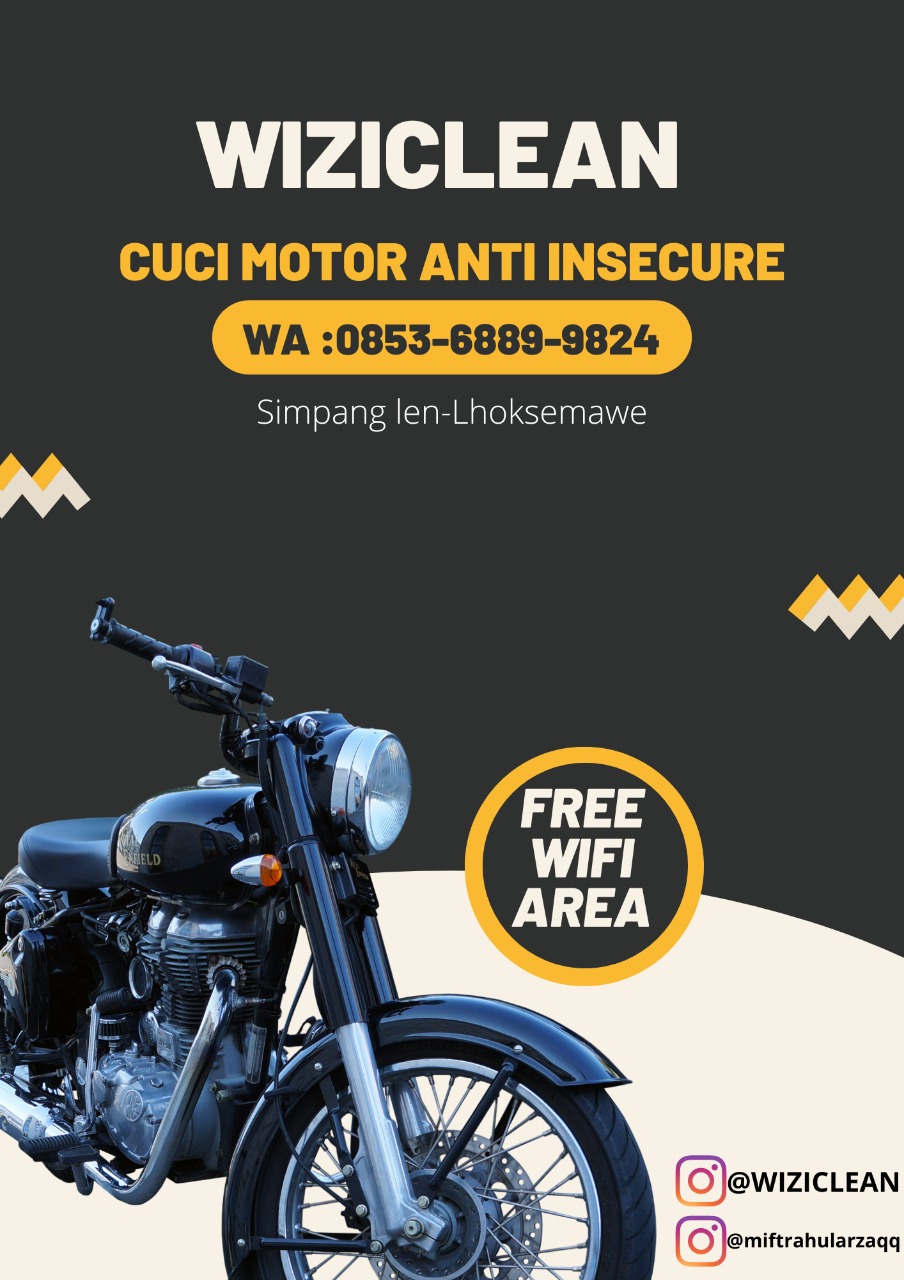 WIZICLEAN
CUCI MOTOR ANTI INSECURE
WA :0853-6889-9824
Simpang len-Lhoksemawe
FREE
WIFI
AREA
@WIZICLEAN
@miftrahularzaqq